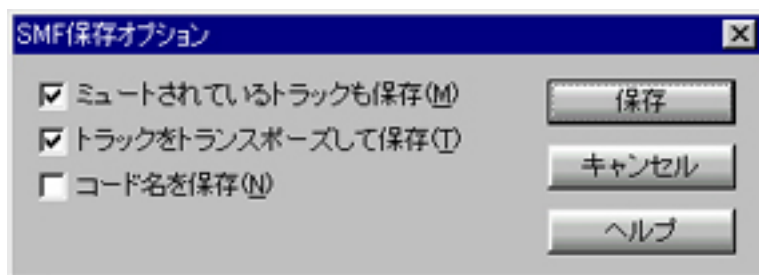 SMF保存オプション
ミュートされているトラックも保存(M)
トラックをトランスポーズして保存(T)
コード名を保存(N)
保存
キャンセル
ヘルプ